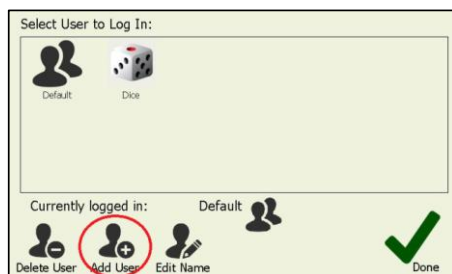 Select User to Log In:
Default Dice
Currently logged in: Default
Delete User Add User Edit Name Done